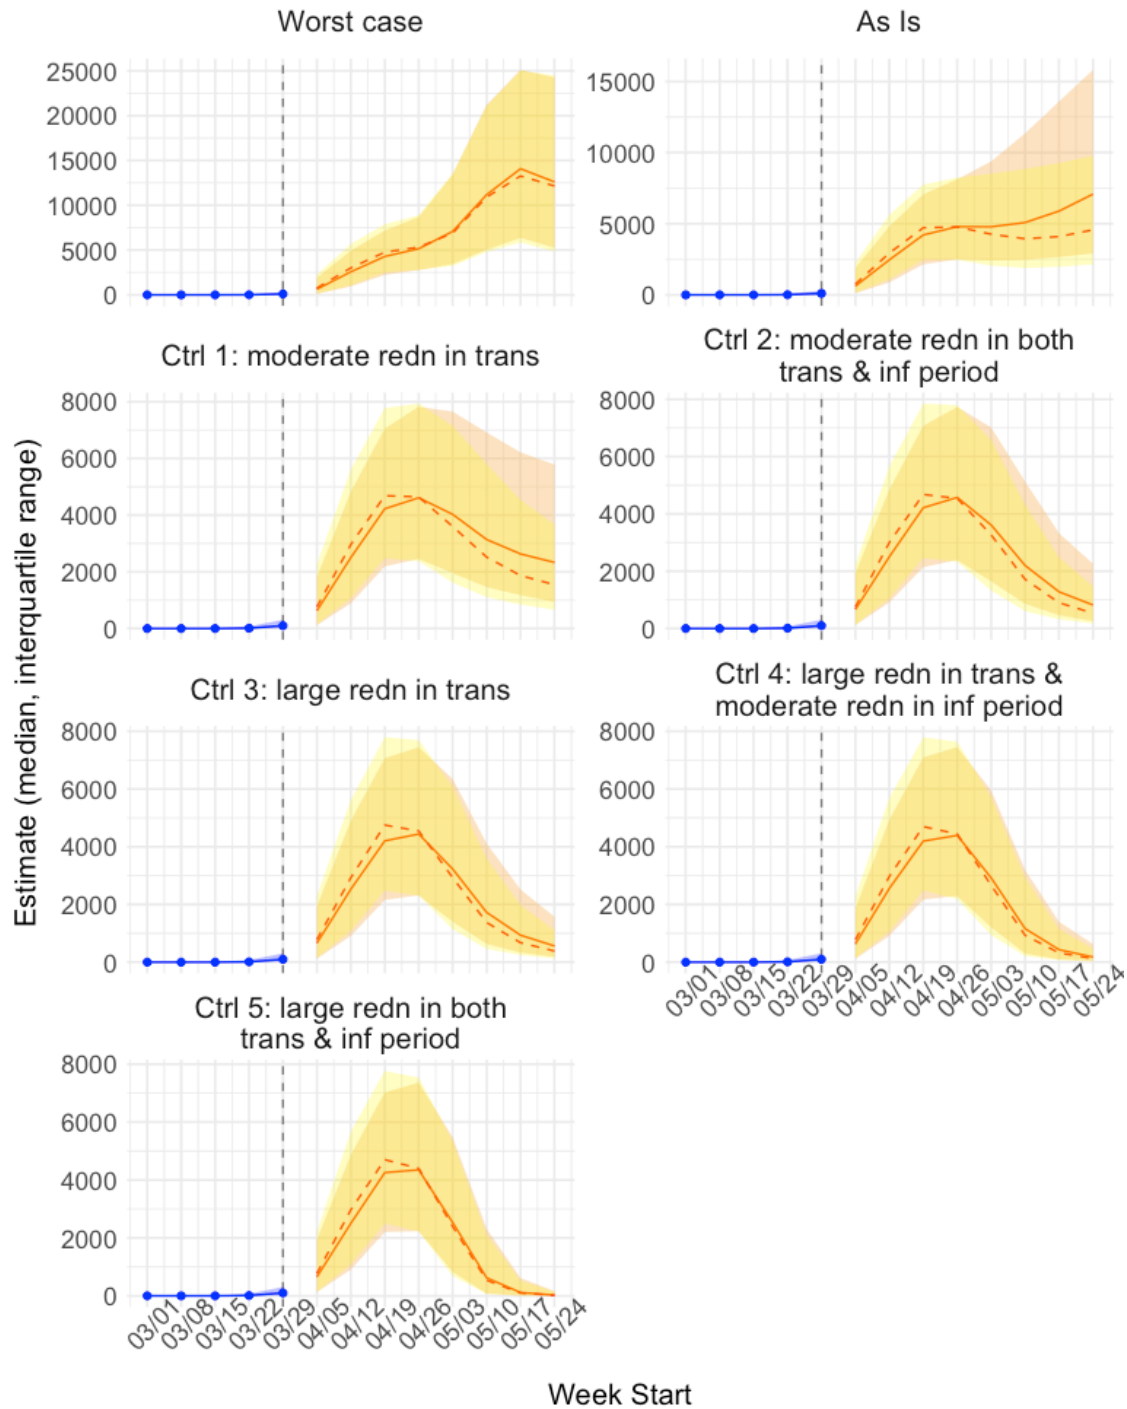 Worst case
As Is
25000
20000
15000
10000
5000
0
15000
10000
5000
0
Ctrl 1: moderate redn in trans
Ctrl 2: moderate redn in both
trans & inf period
8000
6000
4000
2000
0
8000
6000
4000
2000
0
Estimate (median, interquartile range)
Ctrl 3: large redn in trans
Ctrl 4: large redn in trans &
moderate redn in inf period
8000
6000
4000
2000
0
8000
6000
4000
2000
0
03/01 03/08 03/15 03/22 03/29 04/05 04/12 04/19 04/26 05/03 05/10 05/17 05/24
Ctrl 5: large redn in both
trans & inf period
8000
6000
4000
2000
0
03/01 03/08 03/15 03/22 03/29 04/05 04/12 04/19 04/26 05/03 05/10 05/17 05/24
Week Start